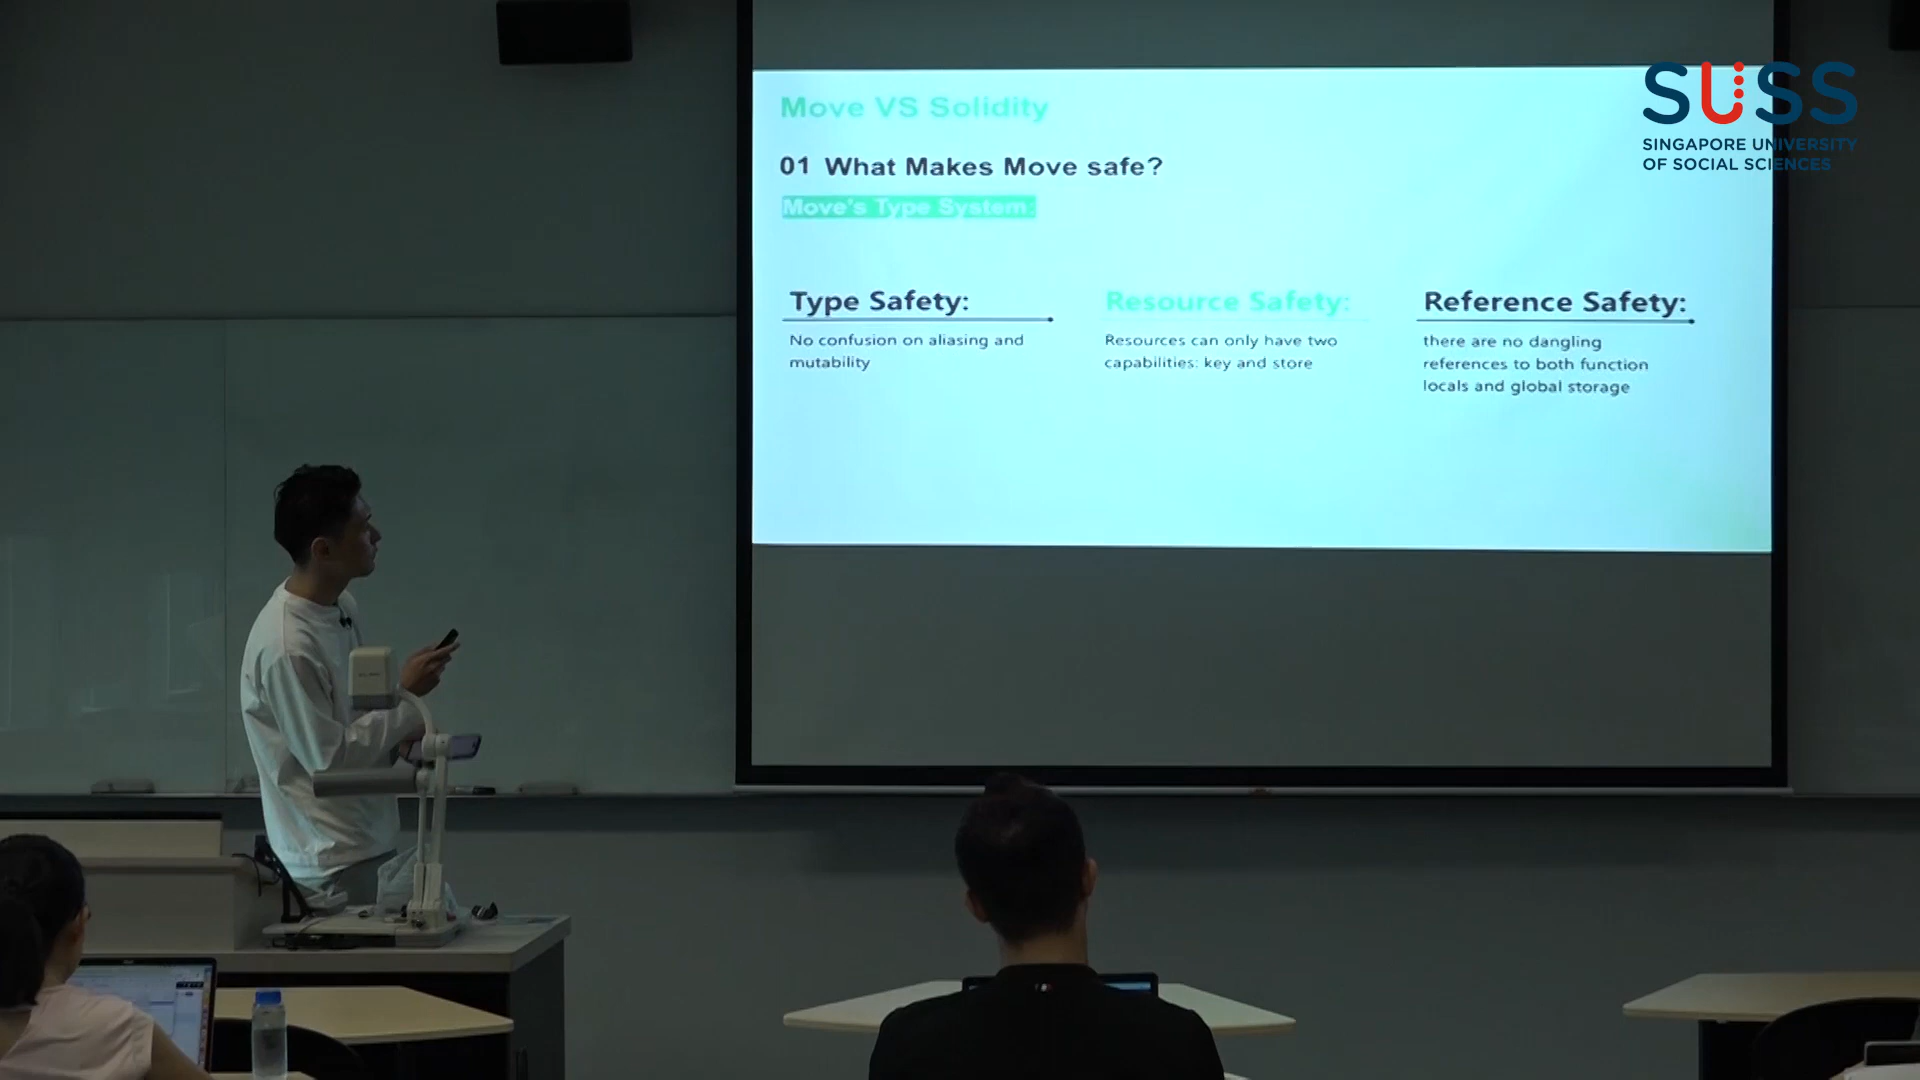 Move VS Solidity
01 What Makes Move safe?
Move's Type System:
Type Safety:
No confusion on aliasing and
mutability
Resource Safety:
Resources can only have two
capabilities: key and store
Reference Safety:
there are no dangling
references to both function
locals and global storage
SUSS
SINGAPORE UNIVERSITY
OF SOCIAL SCIENCES